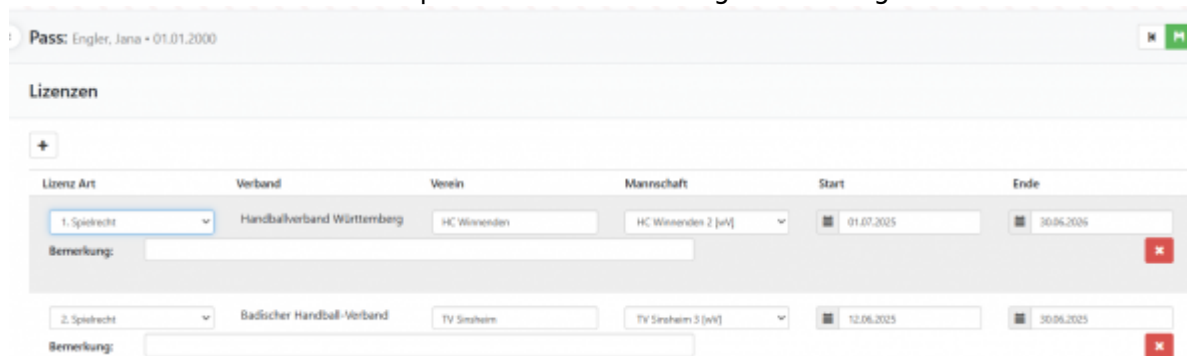 Pass: Engler, Jana • 01.01.2000
Lizenzen
Lizenz Art Verband Verein Mannschaft Start Ende
1. Spielrecht Handballverband Württemberg HC Winnenden HC Winnenden 2 [wV] 01.07.2025 30.06.2026
Bemerkung:
2. Spielrecht Badischer Handball-Verband TV Sinsheim TV Sinsheim 3 [wV] 12.06.2025 30.06.2025
Bemerkung: